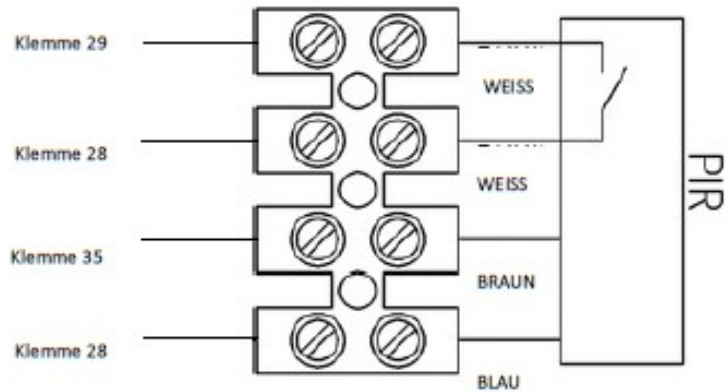 Klemme 29
WEISS
Klemme 28
WEISS
Klemme 35
BRAUN
Klemme 28
BLAU
PIR